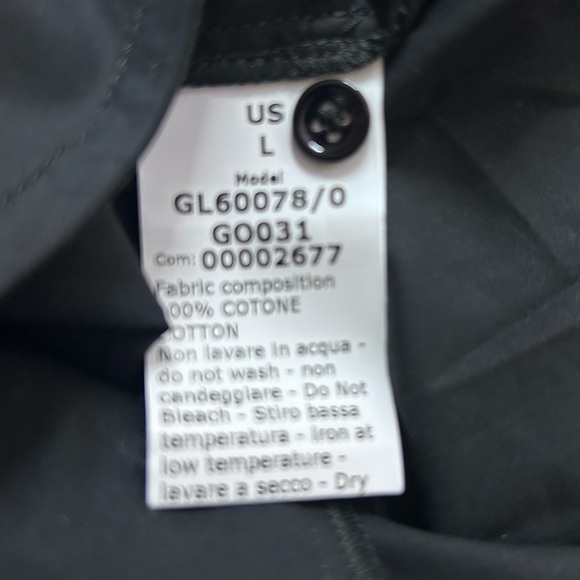 US
L
Model
GL60078/0
GO031
Com: 00002677
Fabric composition
00% COTONE
OTTON
Non lavare in acqua -
do not wash - non
candeggiare - Do Not
Bleach - Stiro bassa
temperatura - Iron at
low temperature -
lavare a secco - Dry